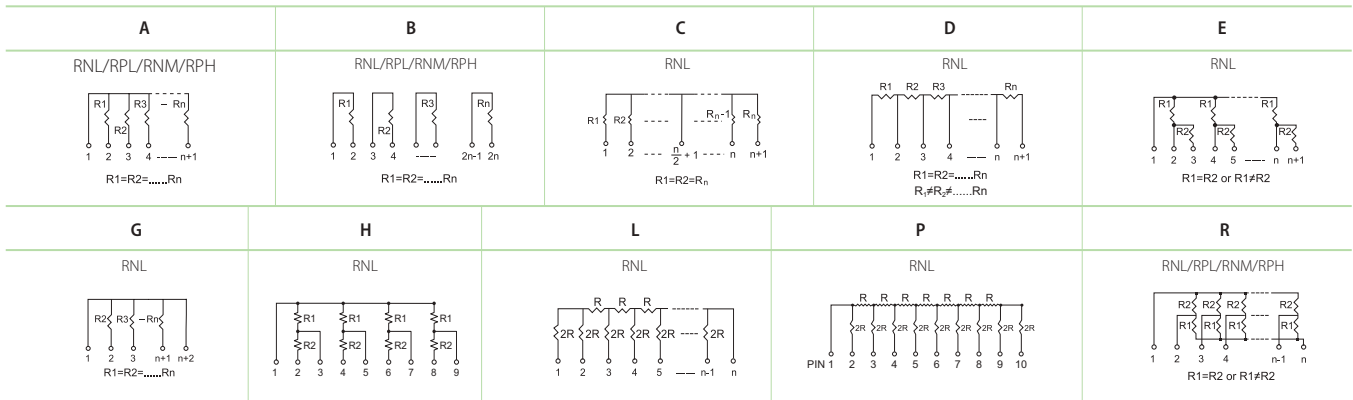 A B C D E
RNL/RPL/RNM/RPH RNL/RPL/RNM/RPH RNL RNL RNL
R1 R3 – Rn
R2
1 2 3 4 ---- n+1
R1=R2=......Rn
R1 R3 Rn
R2
1 2 3 4 ---- 2n-1 2n
R1=R2=......Rn
R1 R2 ---- ---- Rn-1 Rn
1 2 ---- n/2 + 1 ---- n n+1
R1=R2=Rn
R1 R2 R3 Rn
----
1 2 3 4 ---- n n+1
R1=R2=......Rn
R1≠R2≠......Rn
R1 R1 R1
R2 R2 R2
1 2 3 4 5 ---- n n+1
R1=R2 or R1≠R2
G H L P R
RNL RNL RNL RNL RNL/RPL/RNM/RPH
R2 R3 –Rn
1 2 3 n+1 n+2
R1=R2=......Rn
R1 R1 R1 R1
R2 R2 R2 R2
1 2 3 4 5 6 7 8 9
R R R
2R 2R 2R 2R 2R ---- 2R
1 2 3 4 5 ---- n-1 n
R R R R R R R
2R 2R 2R 2R 2R 2R 2R 2R 2R
PIN 1 2 3 4 5 6 7 8 9 10
R2 R2 R2 R2
R1 R1 R1 R1
1 2 3 4 n-1 n
R1=R2 or R1≠R2